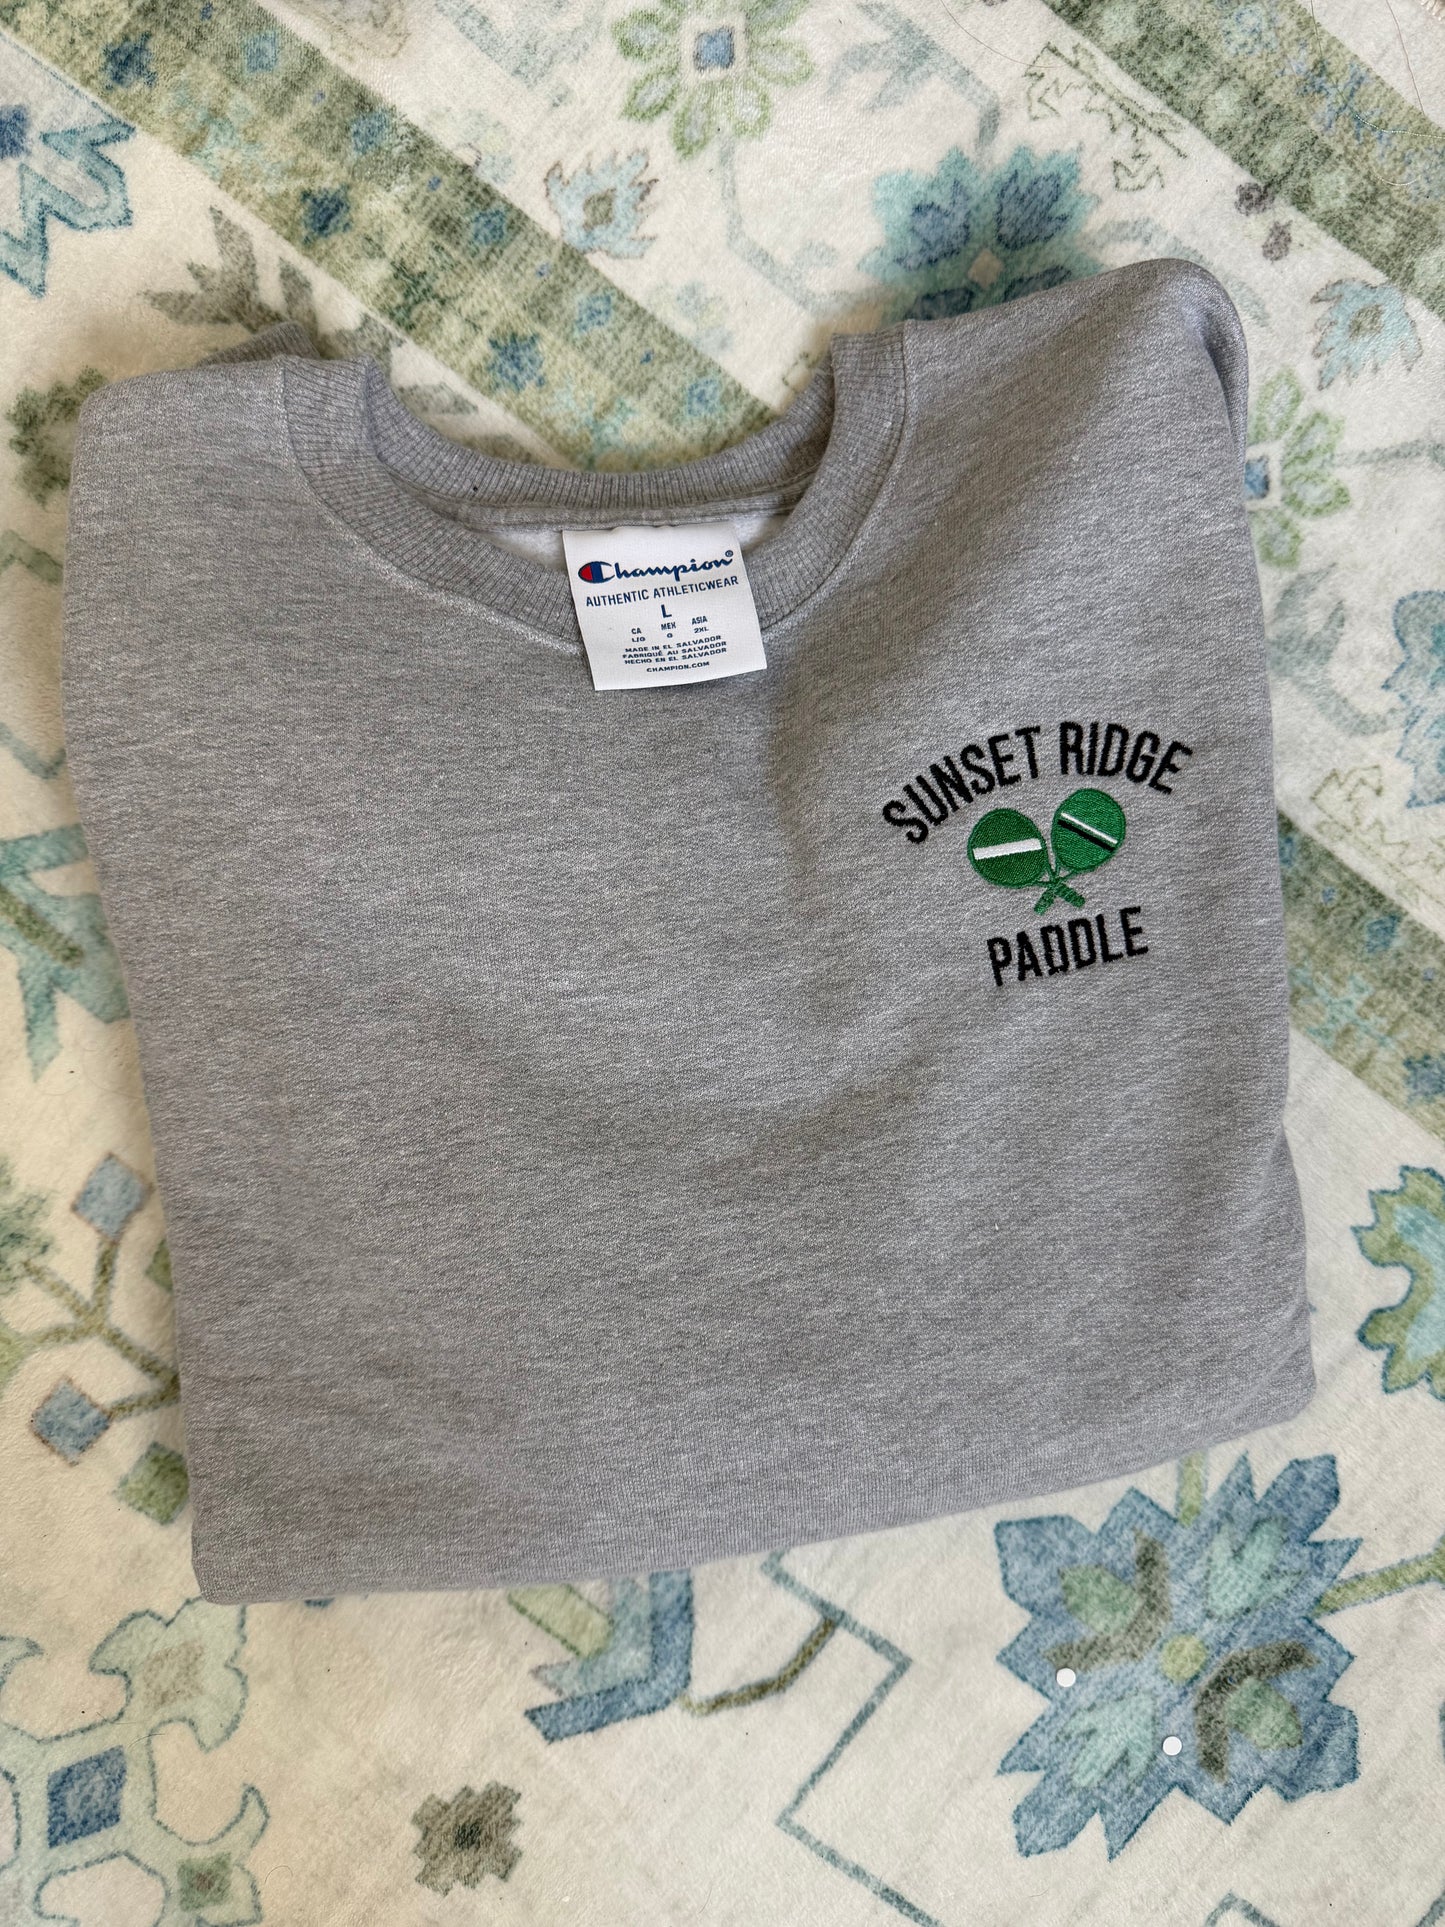 Champion®
AUTHENTIC ATHLETICWEAR
L
CA MEX ASIA
L/G G 2XL
MADE IN EL SALVADOR
FABRIQUÉ AU SALVADOR
HECHO EN EL SALVADOR
CHAMPION.COM
SUNSET RIDGE
PADDLE